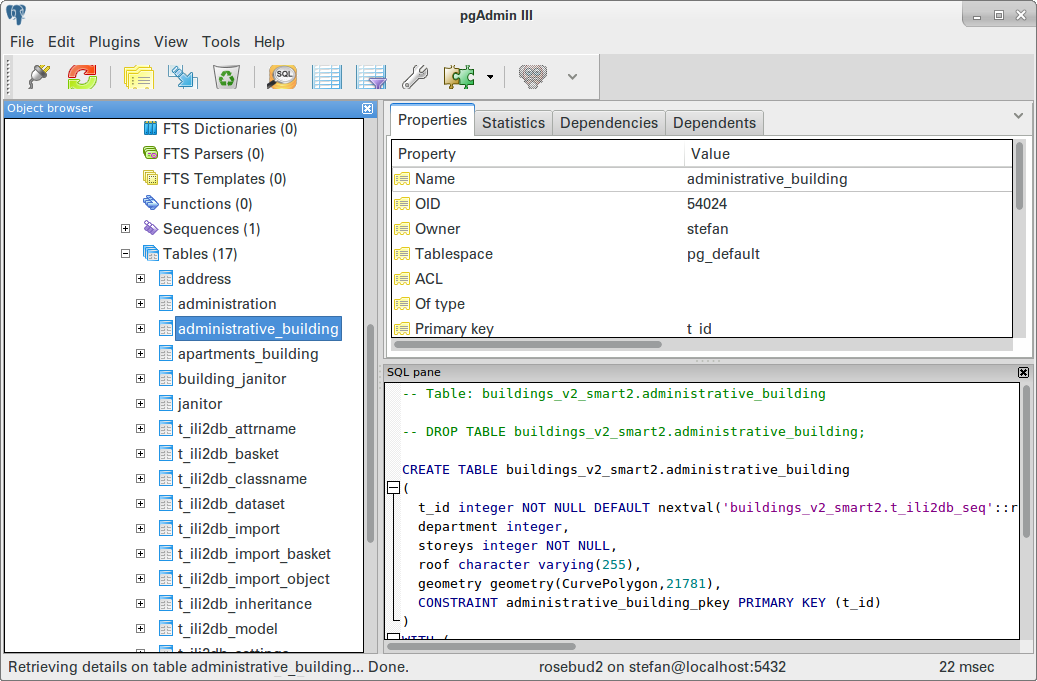 pgAdmin III
File Edit Plugins View Tools Help
SQL
Object browser
FTS Dictionaries (0)
FTS Parsers (0)
FTS Templates (0)
Functions (0)
Sequences (1)
Tables (17)
address
administration
administrative_building
apartments_building
building_janitor
janitor
t_ili2db_attrname
t_ili2db_basket
t_ili2db_classname
t_ili2db_dataset
t_ili2db_import
t_ili2db_import_basket
t_ili2db_import_object
t_ili2db_inheritance
t_ili2db_model
t_ili2db_settings
Properties Statistics Dependencies Dependents
Property Value
Name administrative_building
OID 54024
Owner stefan
Tablespace pg_default
ACL
Of type
Primary key t_id
SQL pane
-- Table: buildings_v2_smart2.administrative_building
-- DROP TABLE buildings_v2_smart2.administrative_building;
CREATE TABLE buildings_v2_smart2.administrative_building
(
t_id integer NOT NULL DEFAULT nextval('buildings_v2_smart2.t_ili2db_seq'::r
department integer,
storeys integer NOT NULL,
roof character varying(255),
geometry geometry(CurvePolygon,21781),
CONSTRAINT administrative_building_pkey PRIMARY KEY (t_id)
)
WITH (
Retrieving details on table administrative_building... Done. rosebud2 on stefan@localhost:5432 22 msec